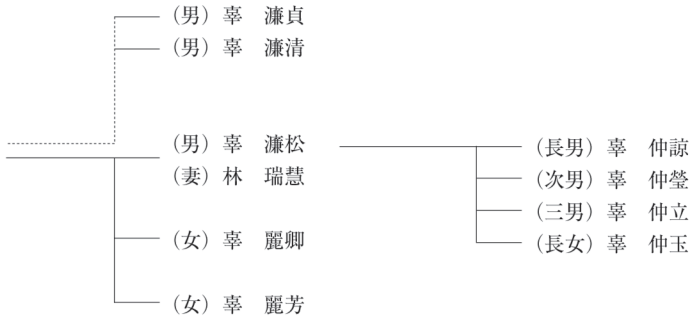 （男）辜　濂貞
（男）辜　濂清
（男）辜　濂松
（妻）林　瑞慧
（女）辜　麗卿
（女）辜　麗芳
（長男）辜　仲諒
（次男）辜　仲瑩
（三男）辜　仲立
（長女）辜　仲玉